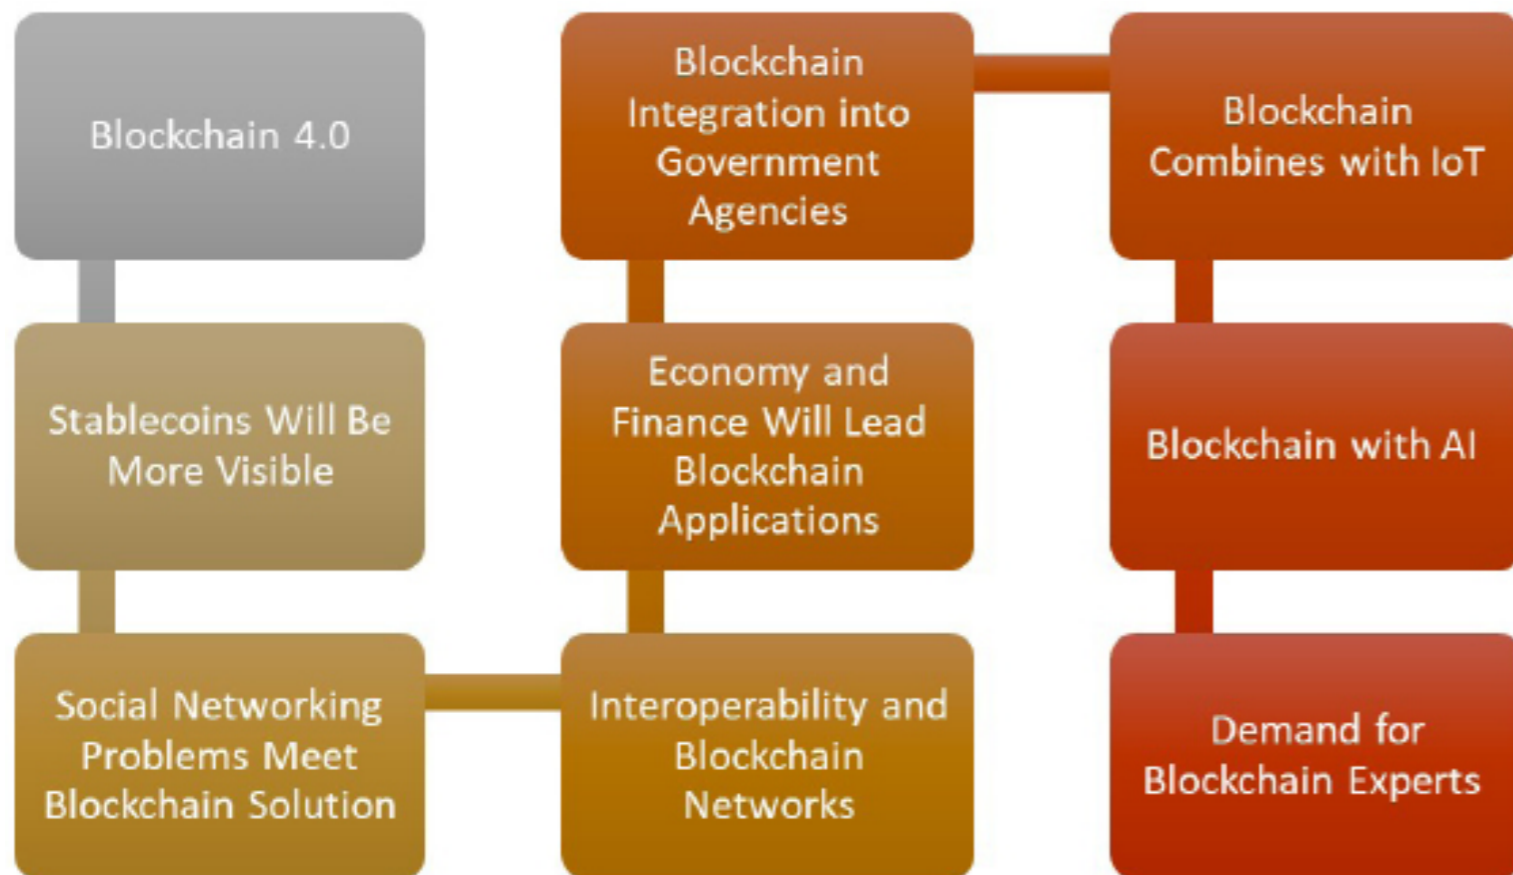 Blockchain 4.0
Stablecoins Will Be
More Visible
Social Networking
Problems Meet
Blockchain Solution
Interoperability and
Blockchain
Networks
Economy and
Finance Will Lead
Blockchain
Applications
Blockchain
Integration into
Government
Agencies
Blockchain
Combines with IoT
Blockchain with AI
Demand for
Blockchain Experts